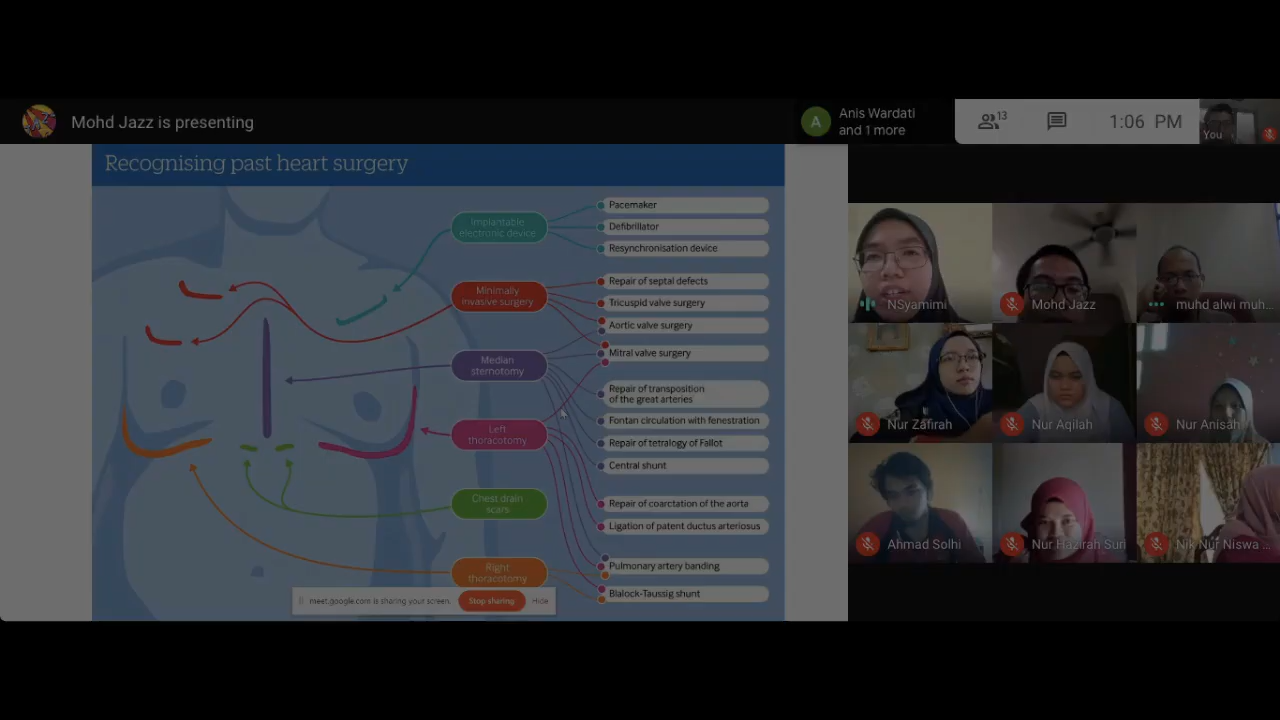 Mohd Jazz is presenting
Anis Wardati
and 1 more
13
1:06 PM
You
Recognising past heart surgery
Implantable
electronic device
Minimally
invasive surgery
Median
sternotomy
Left
thoracotomy
Chest drain
scars
Right
thoracotomy
Pacemaker
Defibrillator
Resynchronisation device
Repair of septal defects
Tricuspid valve surgery
Aortic valve surgery
Mitral valve surgery
Repair of transposition
of the great arteries
Fontan circulation with fenestration
Repair of tetralogy of Fallot
Central shunt
Repair of coarctation of the aorta
Ligation of patent ductus arteriosus
Pulmonary artery banding
Blalock-Taussig shunt
meet.google.com is sharing your screen.
Stop sharing
Hide
A
NSyamimi
Mohd Jazz
muhd alwi muh...
Nur Zafirah
Nur Aqilah
Nur Anisah
Ahmad Solhi
Nur Hazirah Suri
Nik Nur Niswa ...